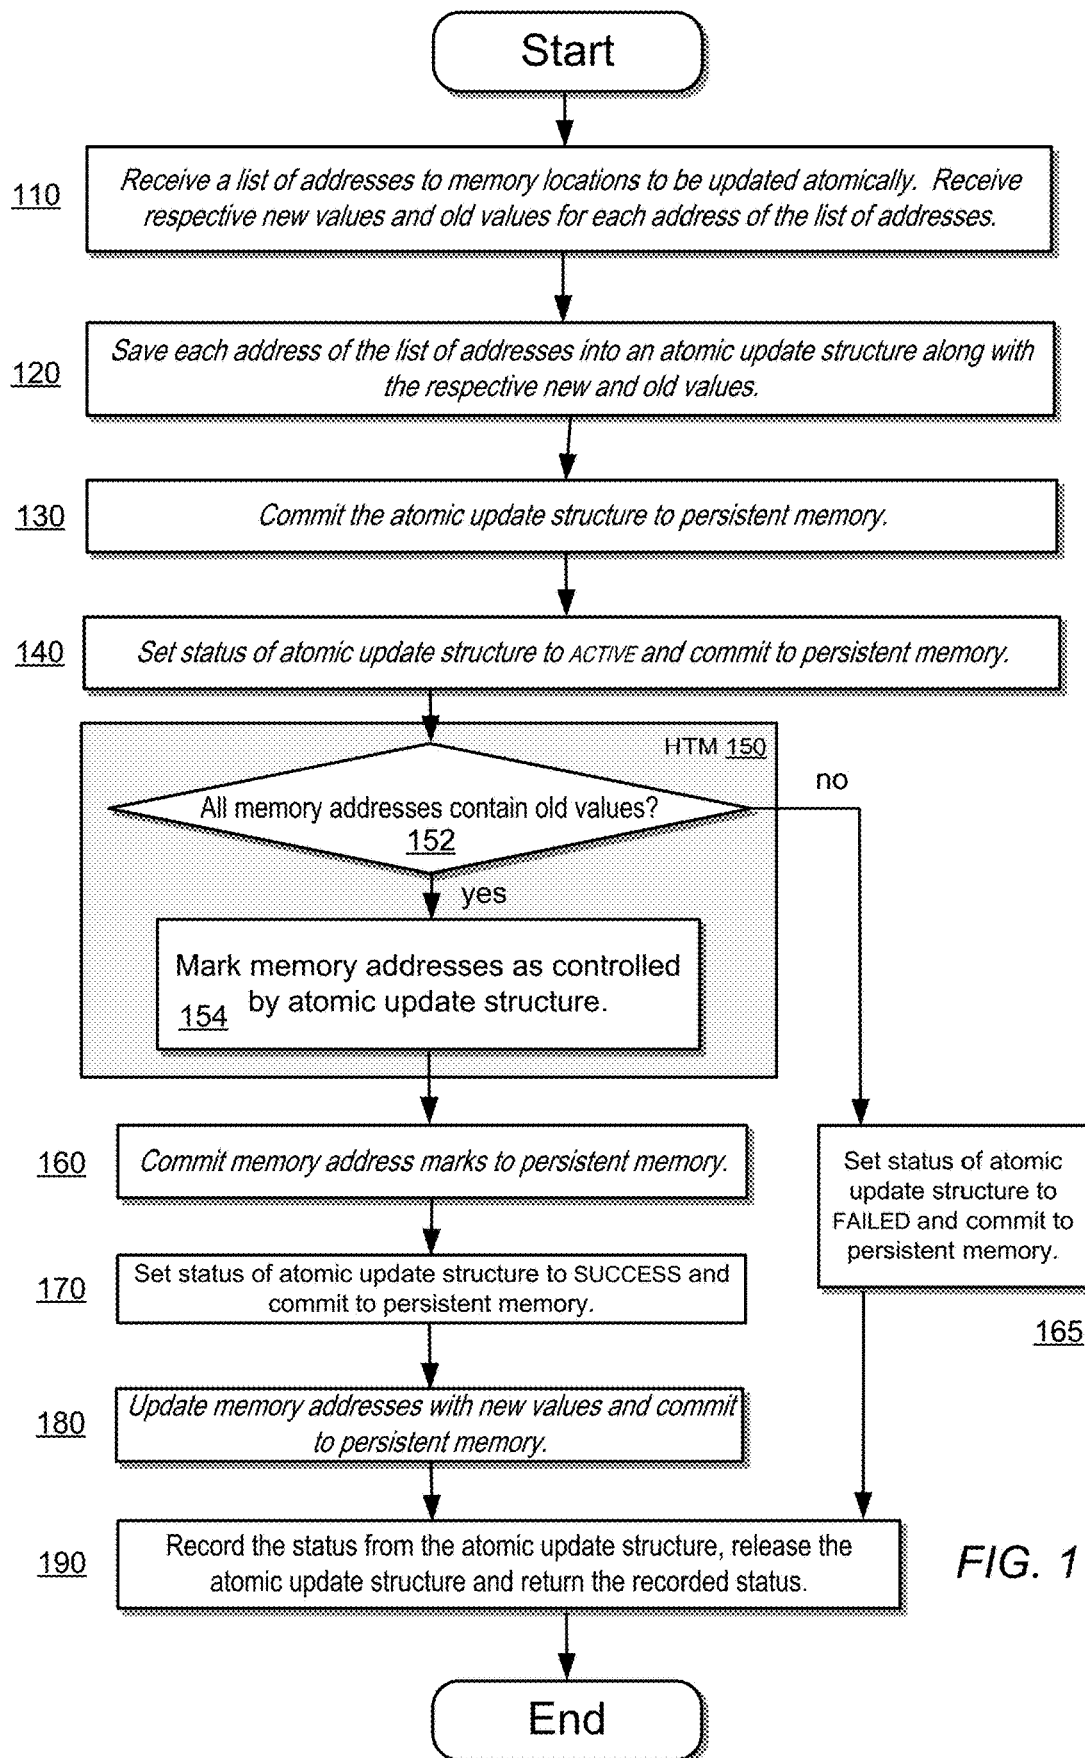 Start
110
Receive a list of addresses to memory locations to be updated atomically. Receive
respective new values and old values for each address of the list of addresses.
120
Save each address of the list of addresses into an atomic update structure along with
the respective new and old values.
130
Commit the atomic update structure to persistent memory.
140
Set status of atomic update structure to ACTIVE and commit to persistent memory.
HTM 150
no
All memory addresses contain old values?
152
yes
Mark memory addresses as controlled
by atomic update structure.
154
160
Commit memory address marks to persistent memory.
Set status of atomic
update structure to
FAILED and commit to
persistent memory.
165
170
Set status of atomic update structure to SUCCESS and
commit to persistent memory.
180
Update memory addresses with new values and commit
to persistent memory.
190
Record the status from the atomic update structure, release the
atomic update structure and return the recorded status.
FIG. 1
End